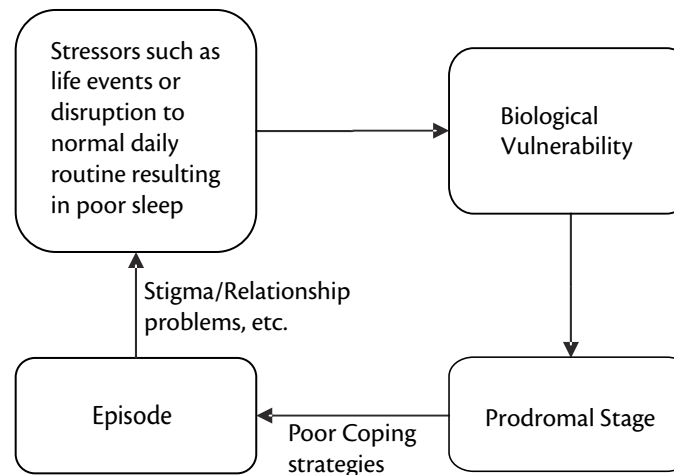 Stressors such as
life events or
disruption to
normal daily
routine resulting
in poor sleep
Biological
Vulnerability
Stigma/Relationship
problems, etc.
Episode
Poor Coping
strategies
Prodromal Stage